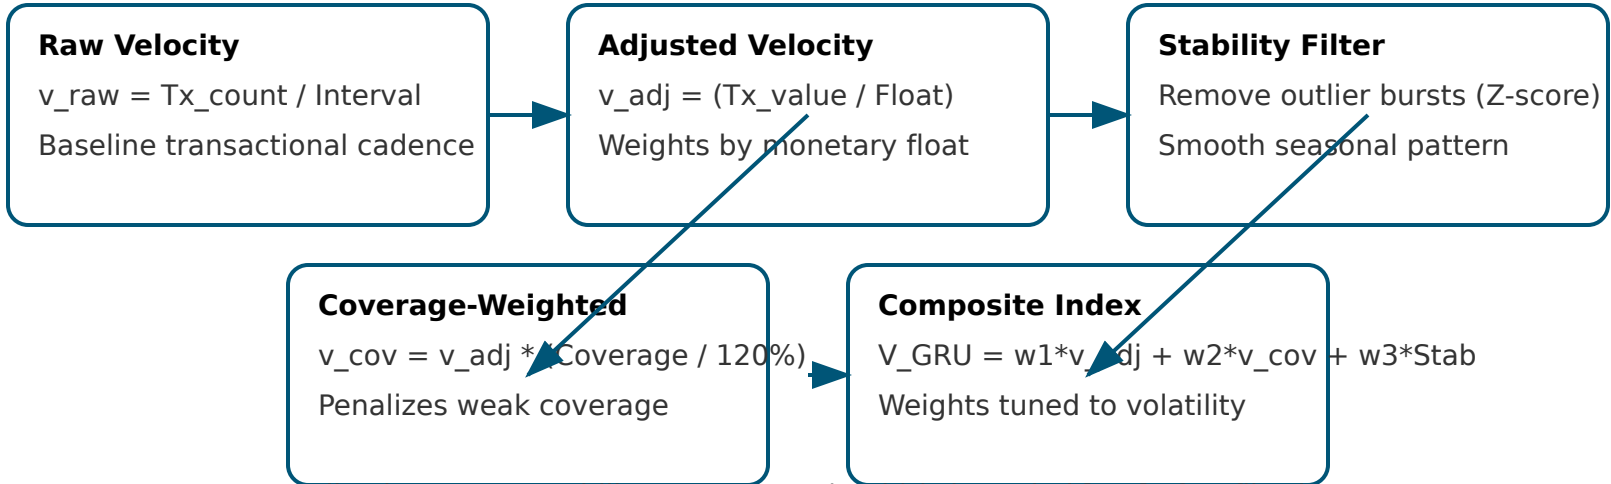 Raw Velocity
v_raw = Tx_count / Interval
Baseline transactional cadence
Adjusted Velocity
v_adj = (Tx_value / Float)
Weights by monetary float
Stability Filter
Remove outlier bursts (Z-score)
Smooth seasonal pattern
Coverage-Weighted
v_cov = v_adj * (Coverage / 120%)
Penalizes weak coverage
Composite Index
V_GRU = w1*v_adj + w2*v_cov + w3*Stab
Weights tuned to volatility